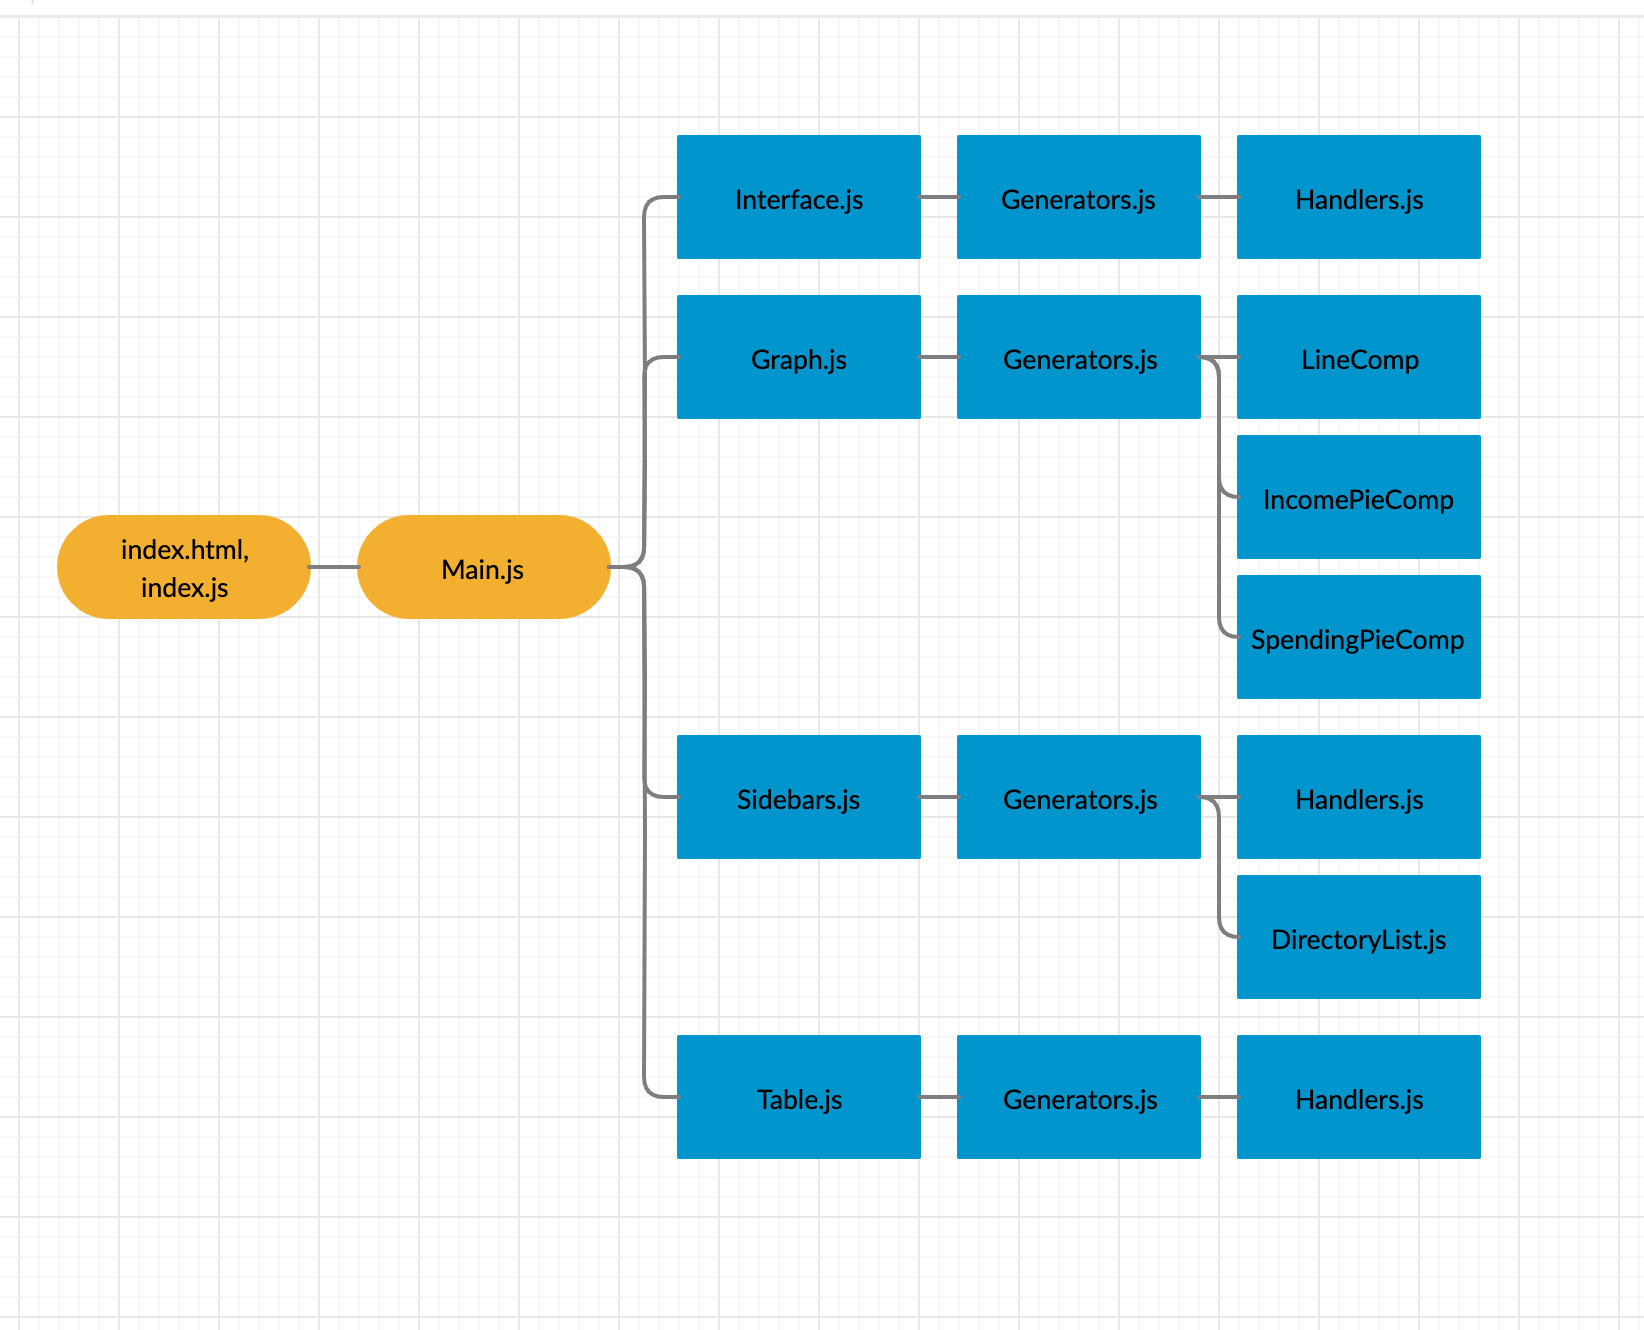 Interface.js
Generators.js
Handlers.js
Graph.js
Generators.js
LineComp
IncomePieComp
SpendingPieComp
index.html,
index.js
Main.js
Sidebars.js
Generators.js
Handlers.js
DirectoryList.js
Table.js
Generators.js
Handlers.js